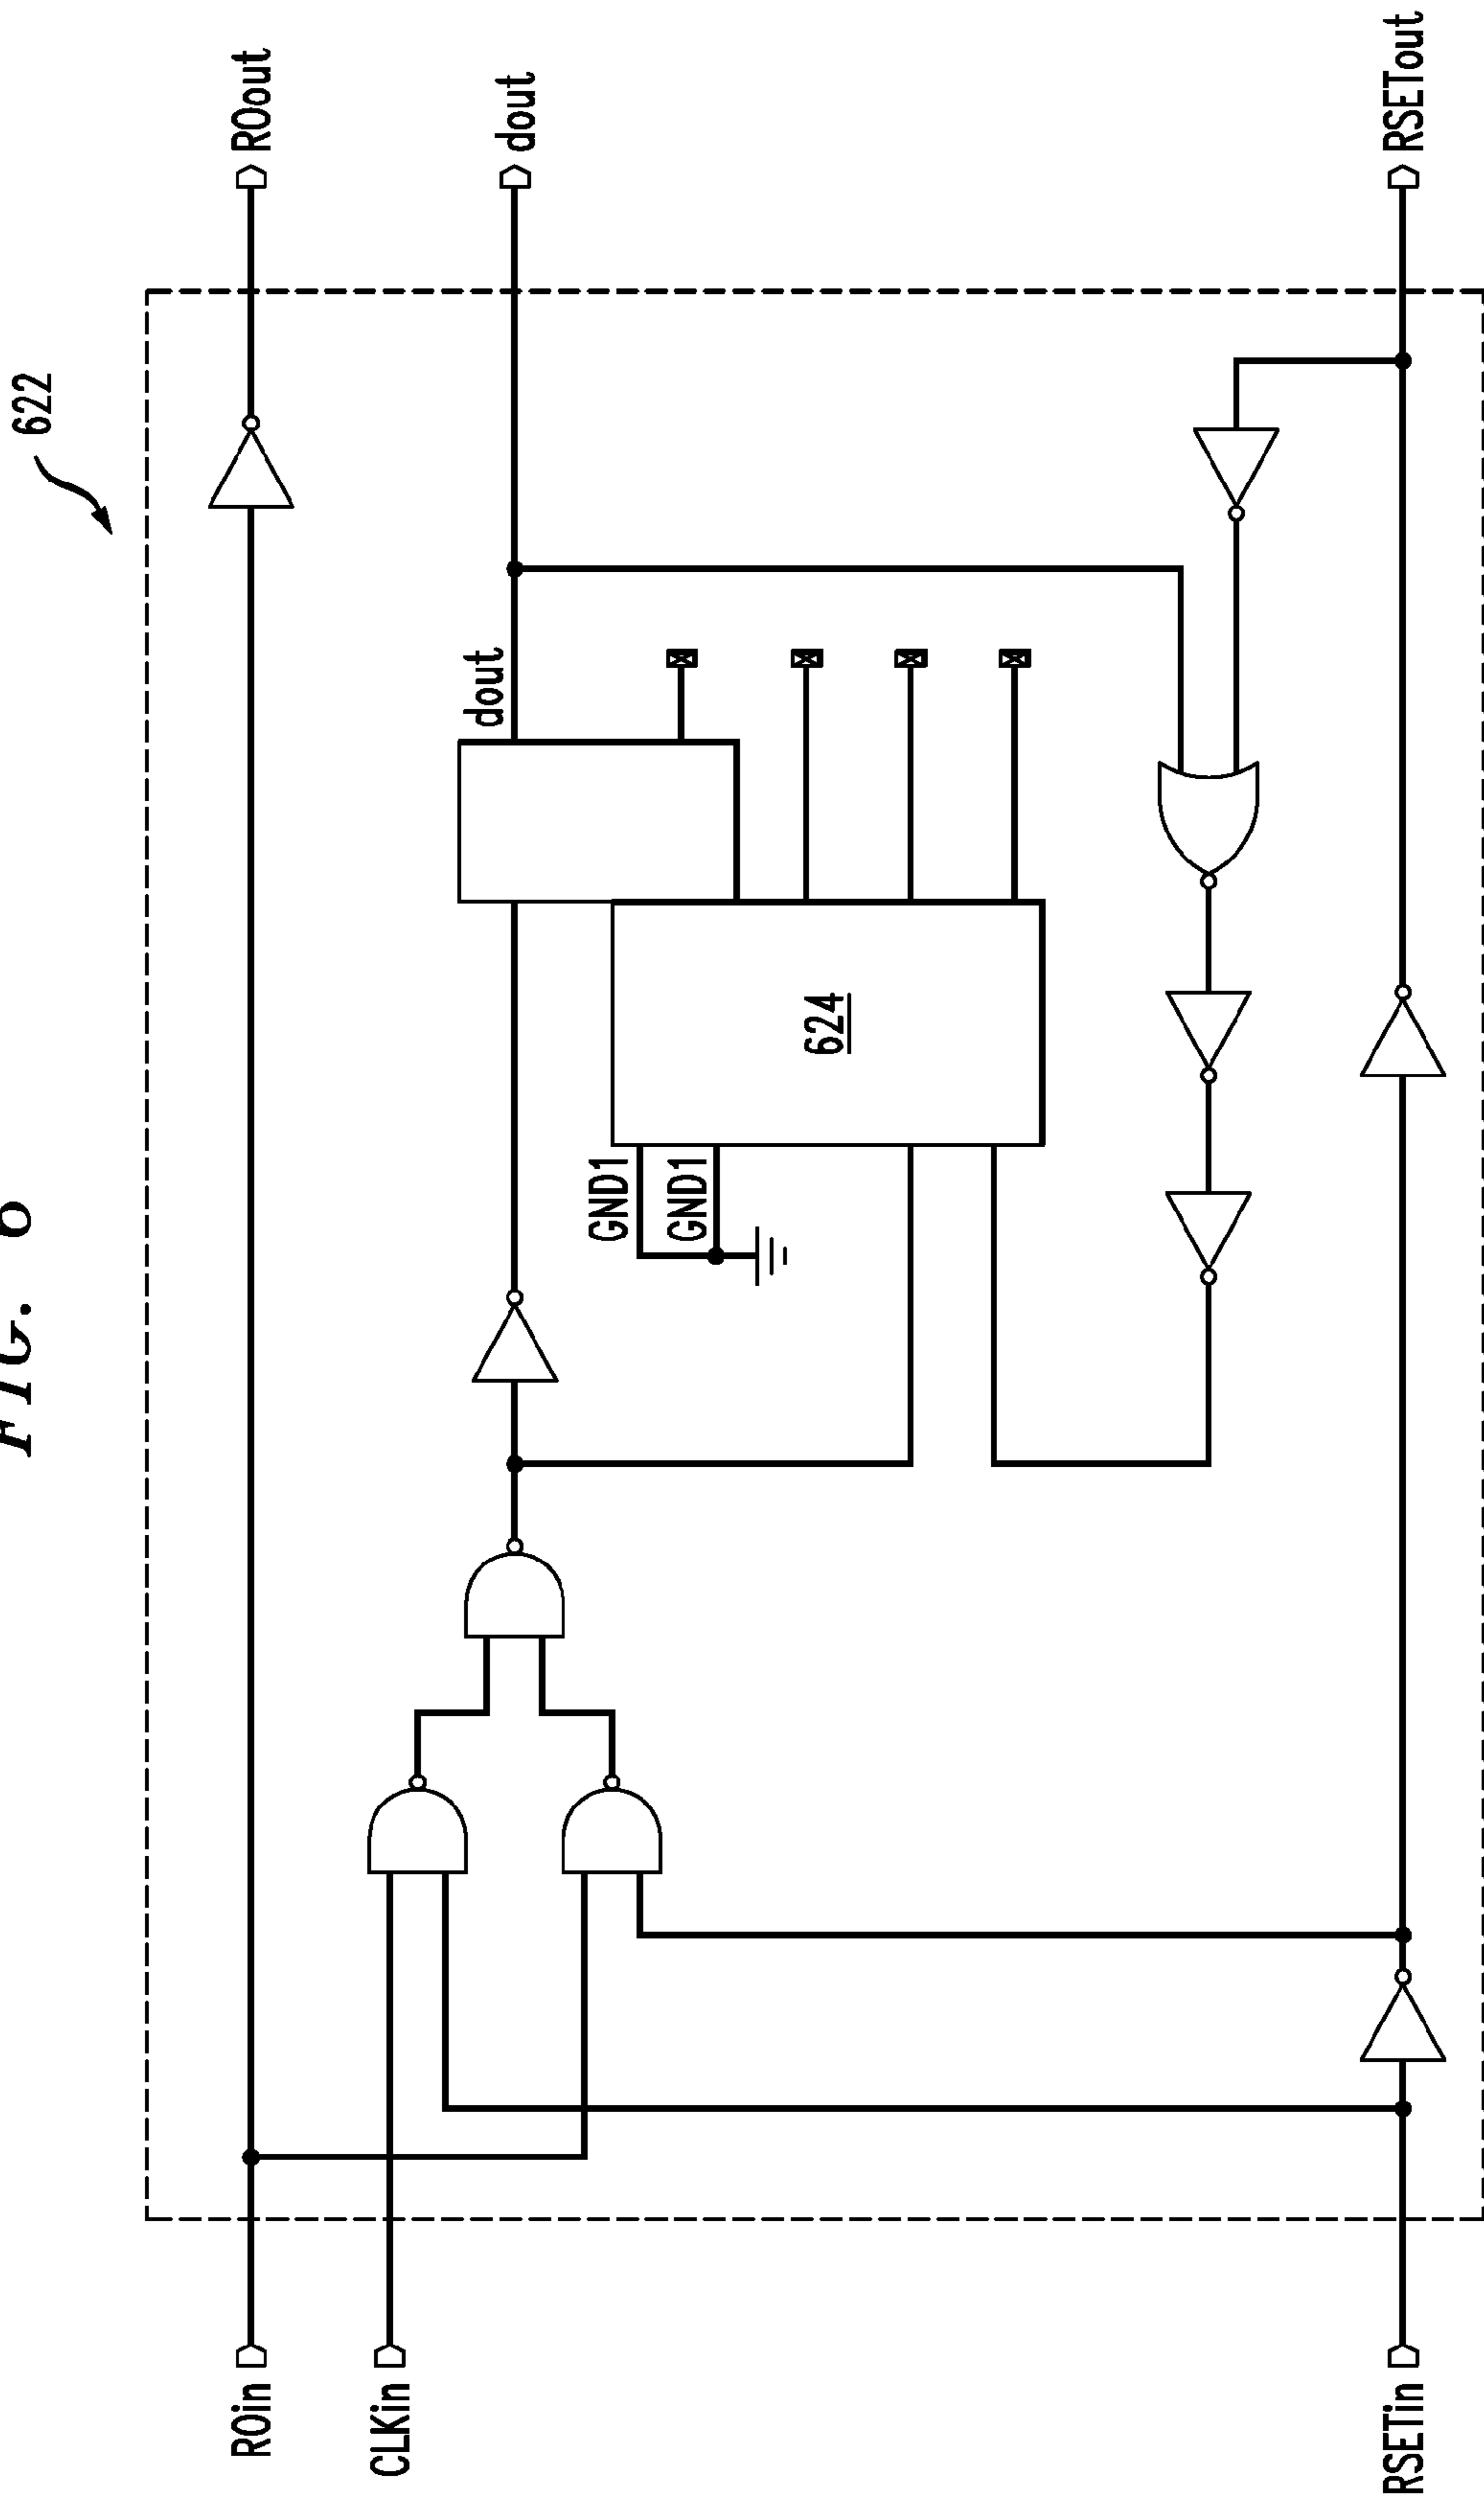 622
ROin
ROout
CLKin
dout
dout
GND1
GND1
624
RSETin
RSETout